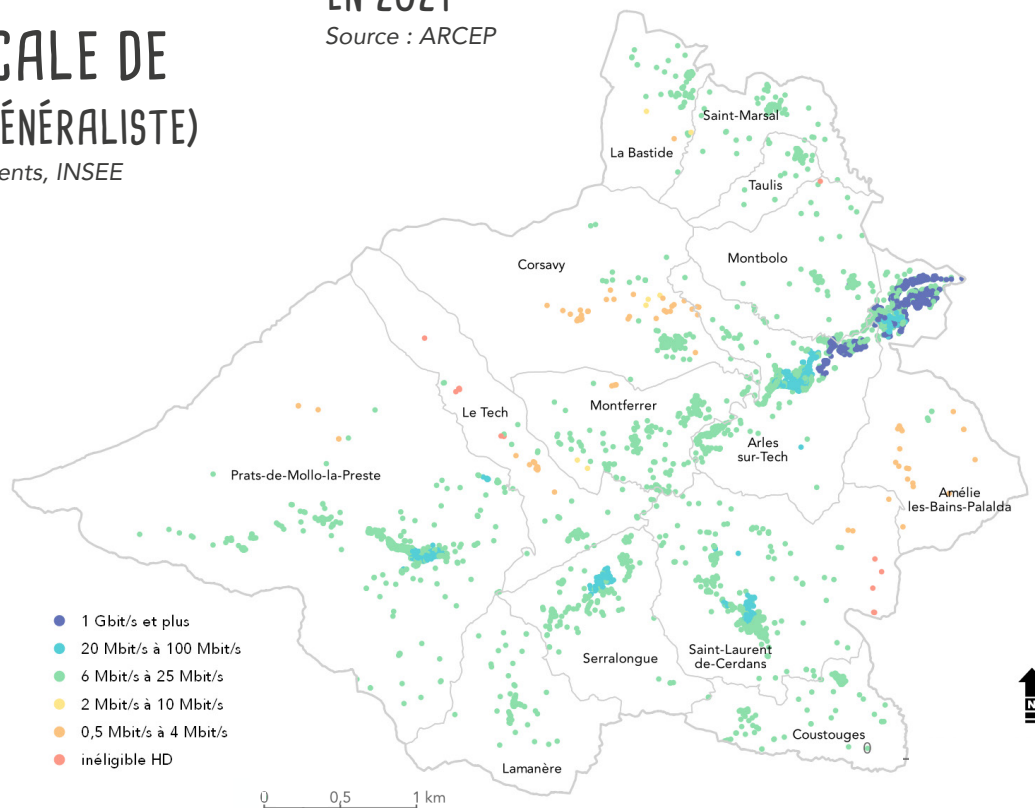 EN 2021
Source : ARCEP
CALE DE
ÉNÉRALISTE)
ents, INSEE
Saint-Marsal
La Bastide
Taulis
Corsavy
Montbolo
Le Tech
Montferrer
Arles
sur-Tech
Prats-de-Mollo-la-Preste
Amélie
les-Bains-Palalda
1 Gbit/s et plus
20 Mbit/s à 100 Mbit/s
6 Mbit/s à 25 Mbit/s
2 Mbit/s à 10 Mbit/s
0,5 Mbit/s à 4 Mbit/s
inéligible HD
Serralongue
Saint-Laurent
de-Cerdans
Coustouges
Lamanère
0 0,5 1 km
0
N